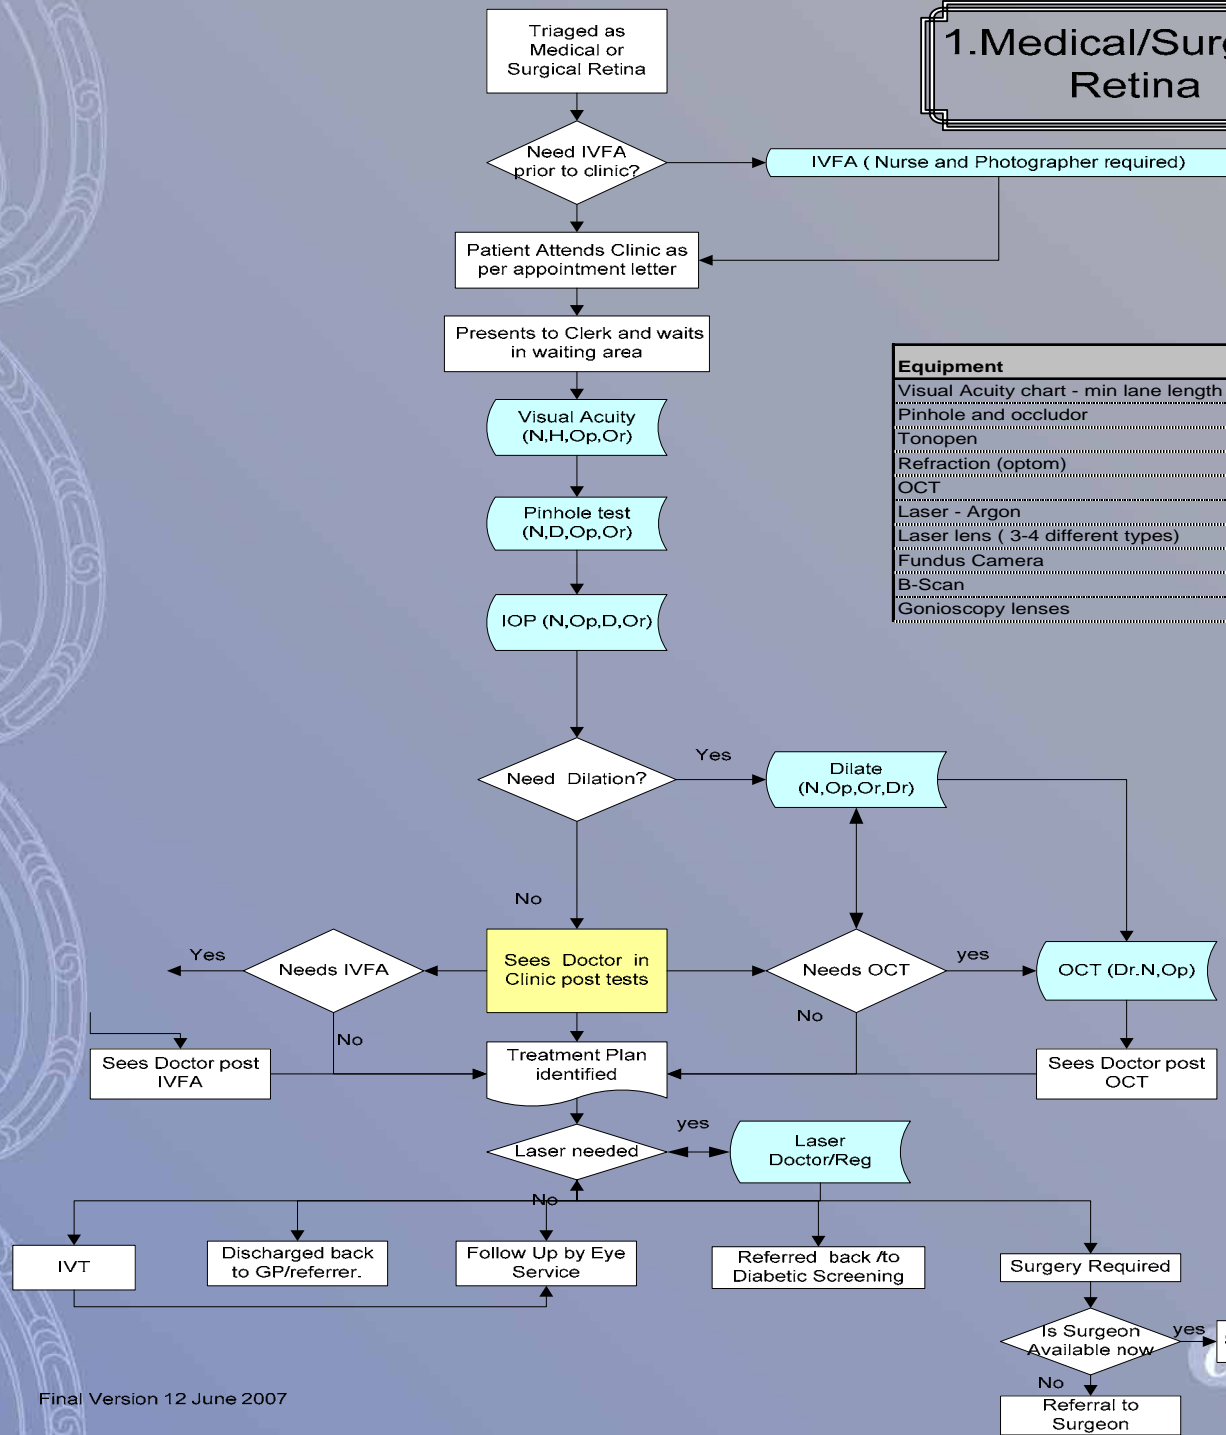 Triaged as
Medical or
Surgical Retina
1.Medical/Surg
Retina
Need IVFA
prior to clinic?
IVFA ( Nurse and Photographer required)
Patient Attends Clinic as
per appointment letter
Presents to Clerk and waits
in waiting area
Equipment
Visual Acuity chart - min lane length
Pinhole and occludor
Tonopen
Refraction (optom)
OCT
Laser - Argon
Laser lens ( 3-4 different types)
Fundus Camera
B-Scan
Gonioscopy lenses
Visual Acuity
(N,H,Op,Or)
Pinhole test
(N,D,Op,Or)
IOP (N,Op,D,Or)
Need Dilation?
Yes
Dilate
(N,Op,Or,Dr)
No
Yes
Needs IVFA
Sees Doctor in
Clinic post tests
Needs OCT
yes
OCT (Dr.N,Op)
No
No
Sees Doctor post
IVFA
Treatment Plan
identified
Sees Doctor post
OCT
Laser needed
yes
Laser
Doctor/Reg
No
IVT
Discharged back
to GP/referrer.
Follow Up by Eye
Service
Referred back /to
Diabetic Screening
Surgery Required
Is Surgeon
Available now
yes
No
Referral to
Surgeon
Final Version 12 June 2007